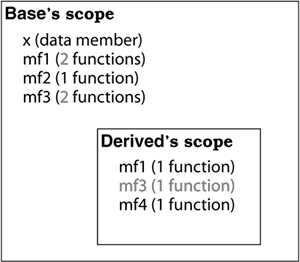 Base's scope
x (data member)
mf1 (2 functions)
mf2 (1 function)
mf3 (2 functions)
Derived's scope
mf1 (1 function)
mf3 (1 function)
mf4 (1 function)